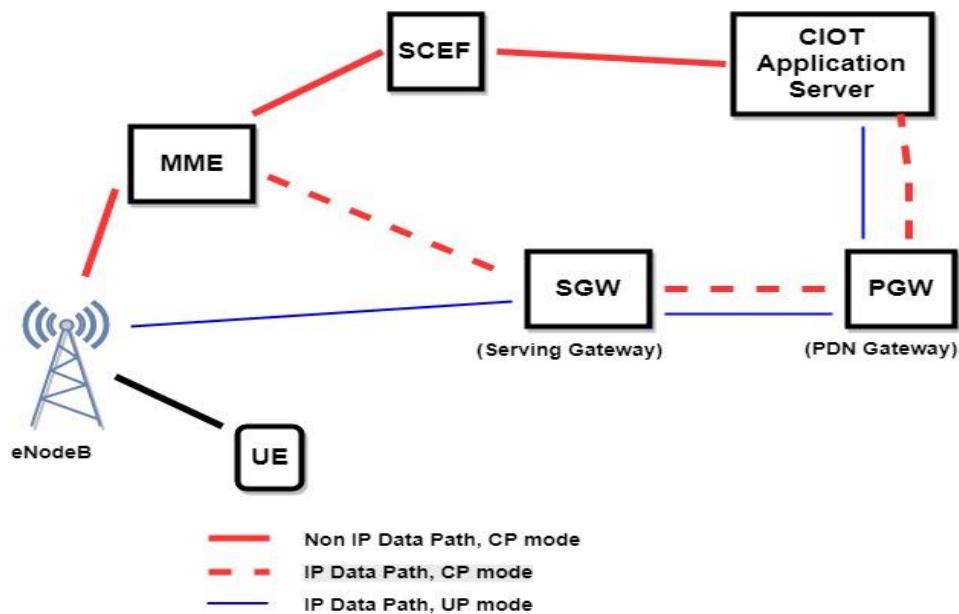 SCEF
CIOT
Application
Server
MME
SGW
PGW
(Serving Gateway)
(PDN Gateway)
eNodeB
UE
Non IP Data Path, CP mode
IP Data Path, CP mode
IP Data Path, UP mode